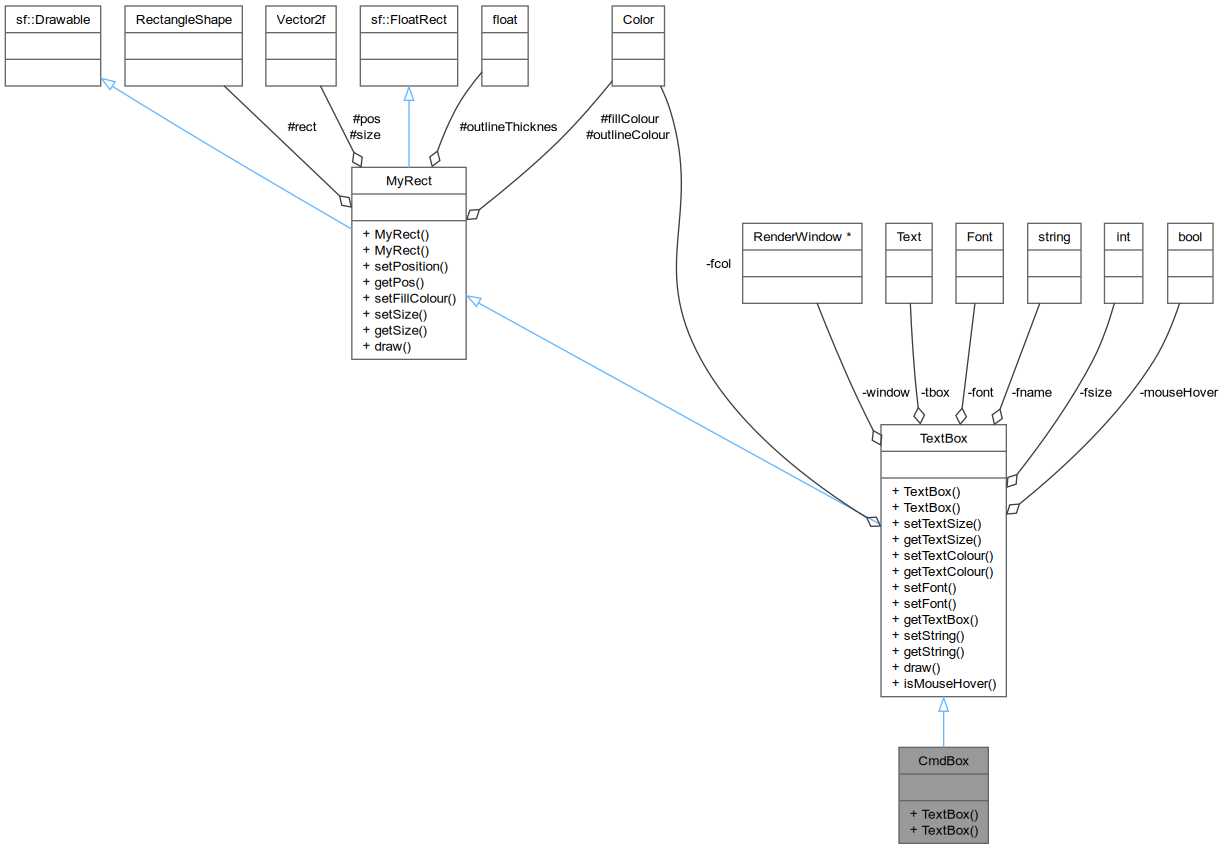 sf::Drawable
RectangleShape
Vector2f
sf::FloatRect
float
Color
#rect
#pos
#size
#outlineThicknes
#fillColour
#outlineColour
MyRect
+ MyRect()
+ MyRect()
+ setPosition()
+ getPos()
+ setFillColour()
+ setSize()
+ getSize()
+ draw()
RenderWindow *
Text
Font
string
int
bool
-fcol
-window
-tbox
-font
-fname
-fsize
-mouseHover
TextBox
+ TextBox()
+ TextBox()
+ setTextSize()
+ getTextSize()
+ setTextColour()
+ getTextColour()
+ setFont()
+ setFont()
+ getTextBox()
+ setString()
+ getString()
+ draw()
+ isMouseHover()
CmdBox
+ TextBox()
+ TextBox()